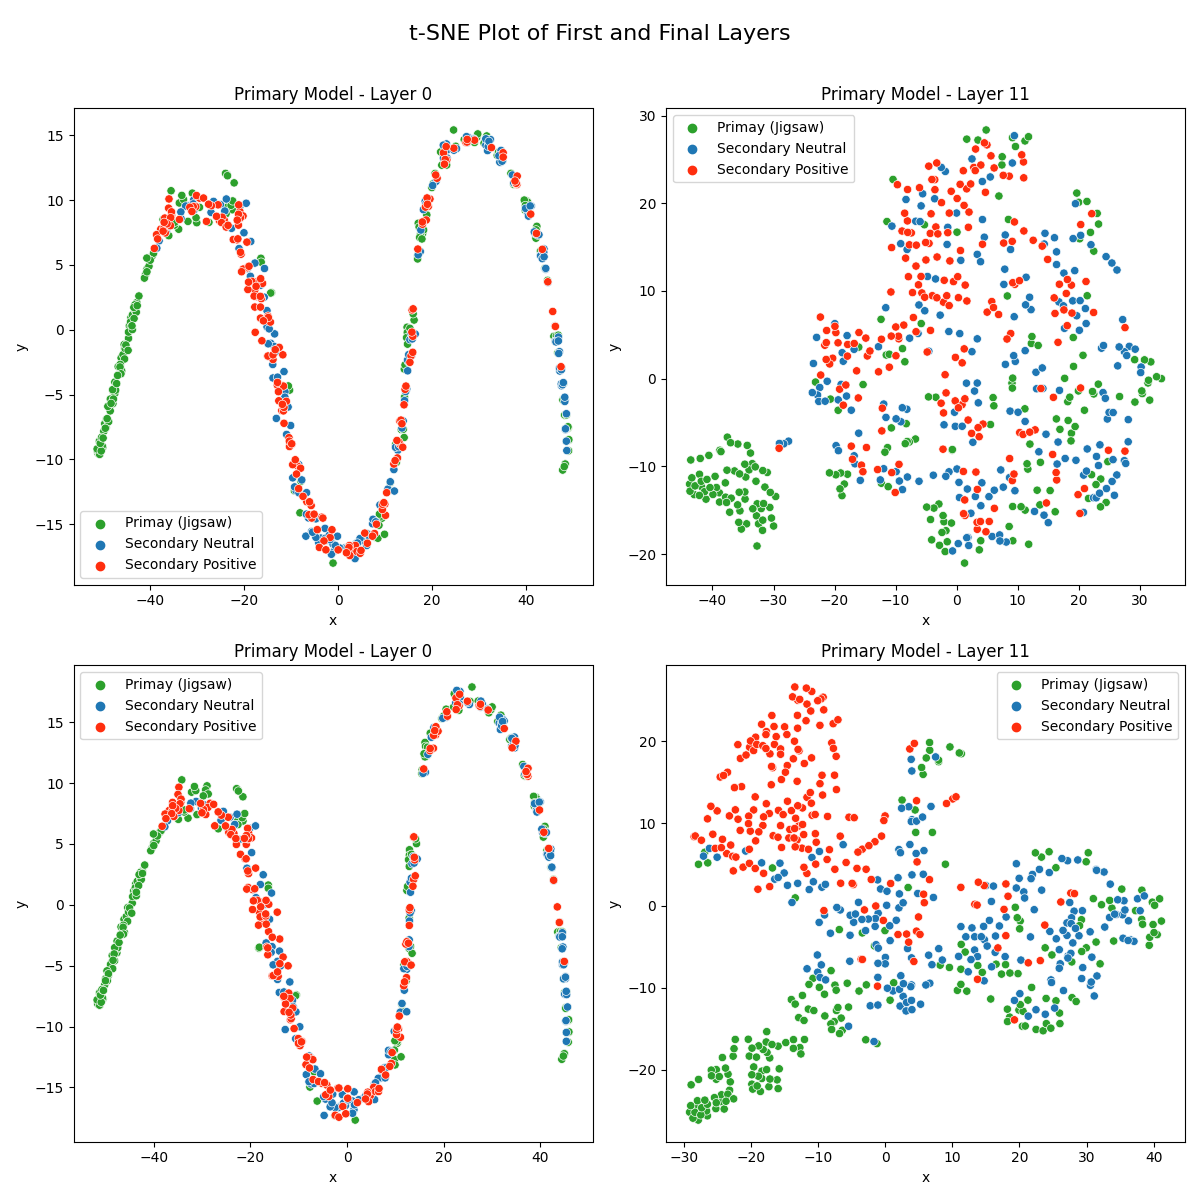 t-SNE Plot of First and Final Layers
Primary Model - Layer 0
15
10
5
0
−5
−10
−15
y
Primay (Jigsaw)
Secondary Neutral
Secondary Positive
−40
−20
0
20
40
x
Primary Model - Layer 11
30
20
10
0
−10
−20
y
Primay (Jigsaw)
Secondary Neutral
Secondary Positive
−40
−30
−20
−10
0
10
20
30
x
Primary Model - Layer 0
15
10
5
0
−5
−10
−15
y
Primay (Jigsaw)
Secondary Neutral
Secondary Positive
−40
−20
0
20
40
x
Primary Model - Layer 11
20
10
0
−10
−20
y
Primay (Jigsaw)
Secondary Neutral
Secondary Positive
−30
−20
−10
0
10
20
30
40
x